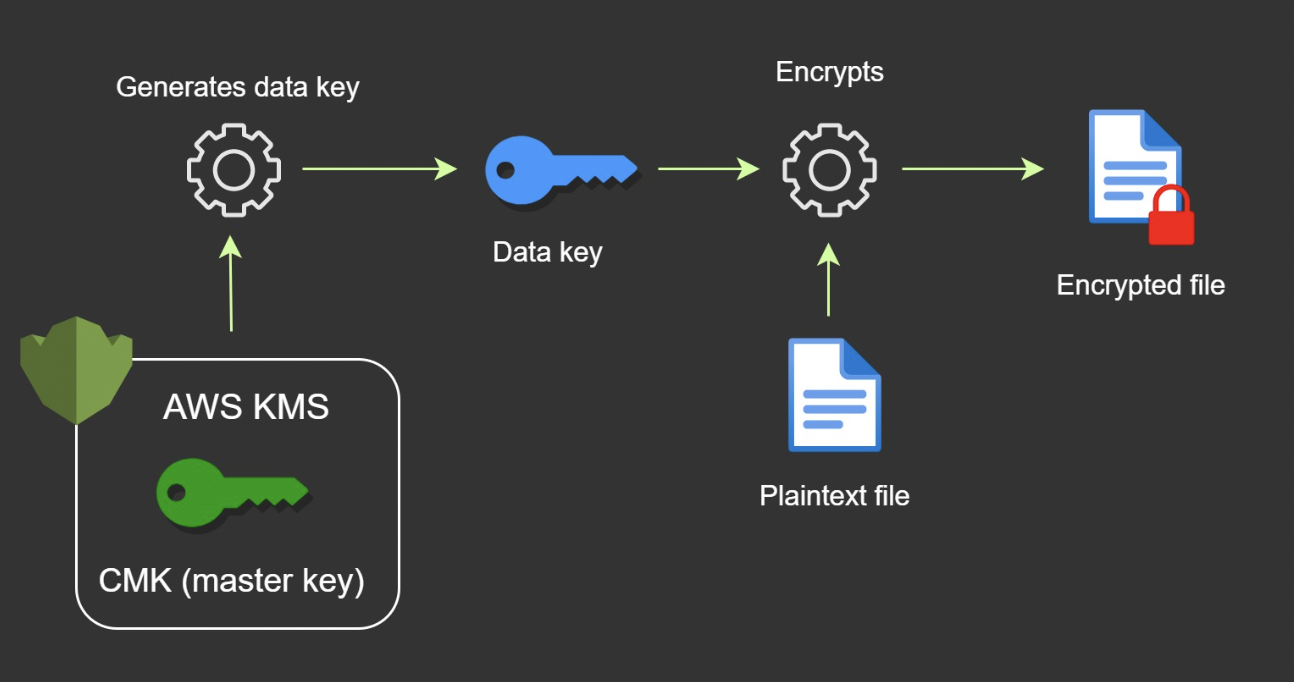 Generates data key
Encrypts
Data key
Encrypted file
AWS KMS
CMK (master key)
Plaintext file